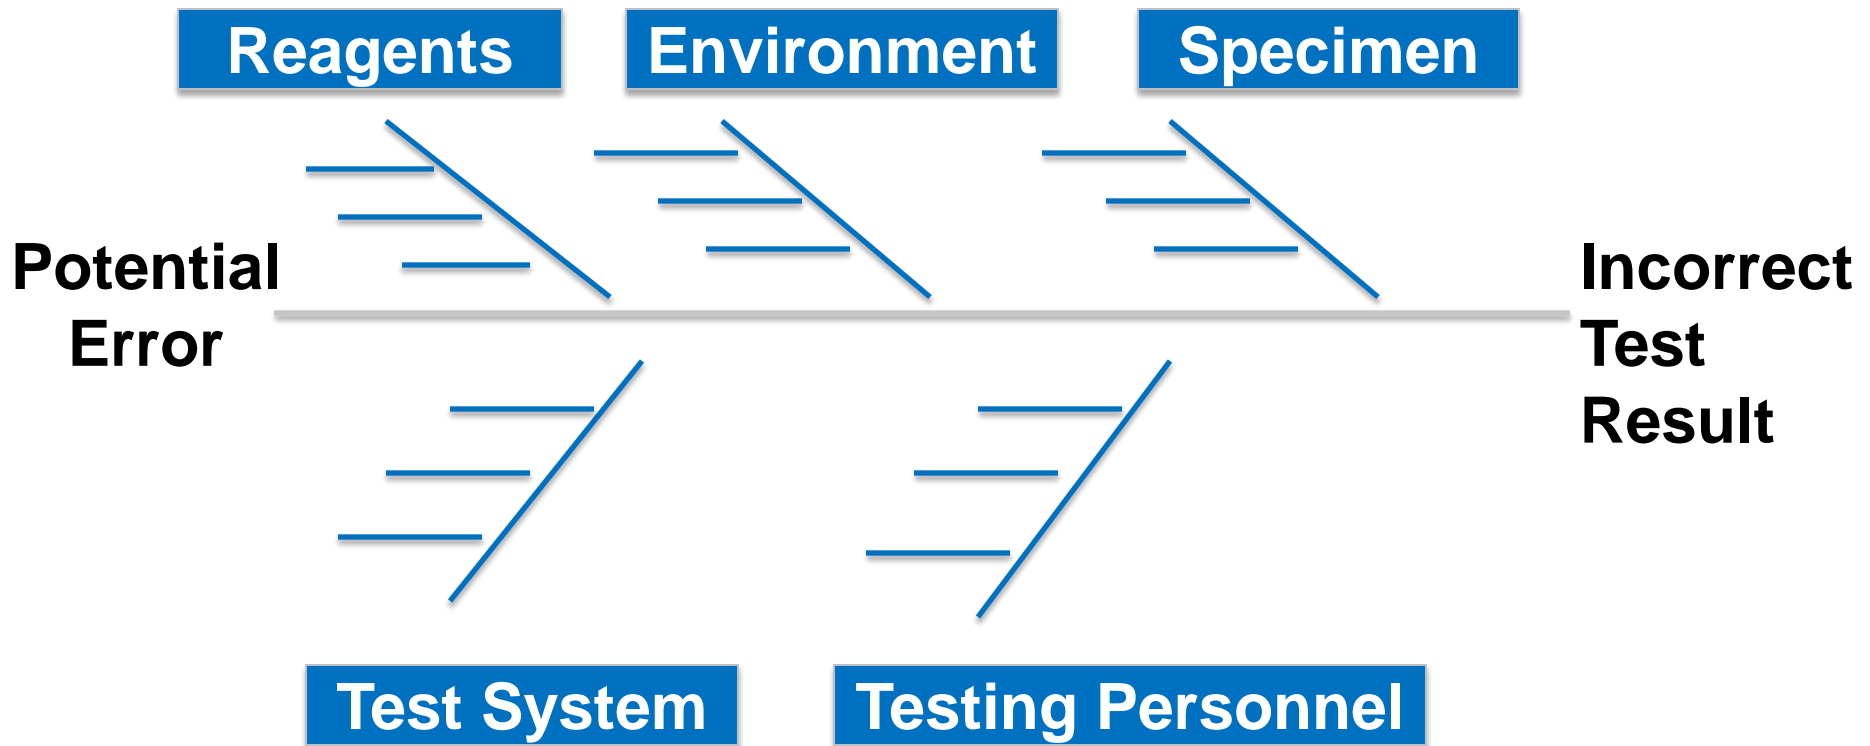 Reagents
Environment
Specimen
Potential
Error
Incorrect
Test
Result
Test System
Testing Personnel